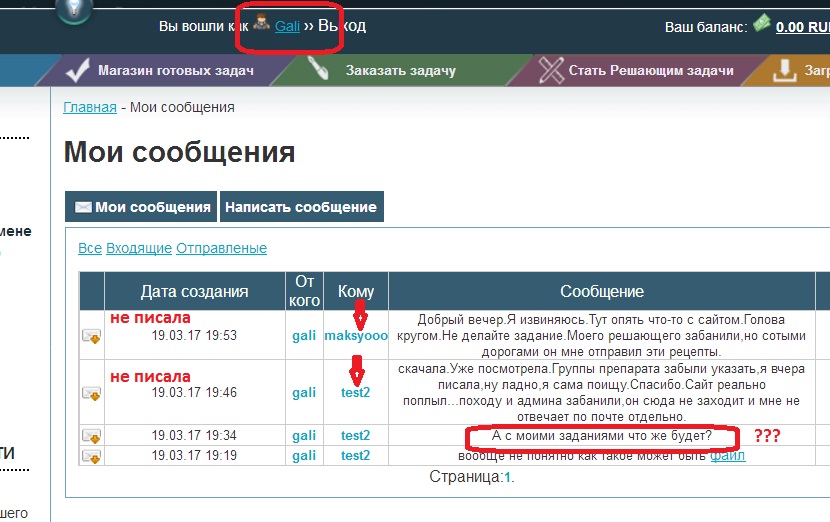 Вы вошли как Gali ›› Выход
Ваш баланс: 0.00 RU
Магазин готовых задач Заказать задачу Стать Решающим задачи Заг
Главная - Мои сообщения
Мои сообщения
мене
Мои сообщения Написать сообщение
Все Входящие Отправленые
Дата создания От кого Кому Сообщение
не писала
19.03.17 19:53 gali maksyooo Добрый вечер.Я извиняюсь.Тут опять что-то с сайтом.Голова
кругом.Не делайте задание.Моего решающего забанили,но сотыми
дорогами он мне отправил эти рецепты.
не писала
19.03.17 19:46 gali test2 скачала.Уже посмотрела.Группы препарата забыли указать,я вчера
писала,ну ладно,я сама поищу.Спасибо.Сайт реально
поплыл...походу и админа забанили,он сюда не заходит и мне не
отвечает по почте отдельно.
19.03.17 19:34 gali test2 А с моими заданиями что же будет? ???
19.03.17 19:19 gali test2 вообще не понятно как такое может быть файл
ТИ
Страница:1.
шего